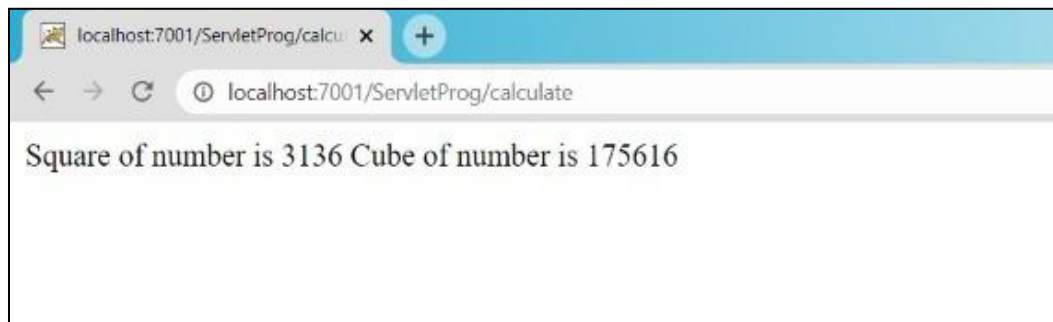 localhost:7001/ServletProg/calcu
localhost:7001/ServletProg/calculate
Square of number is 3136 Cube of number is 175616